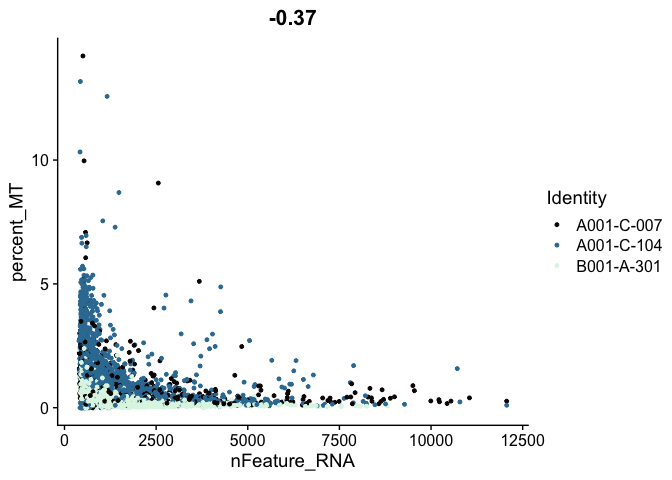 -0.37
percent_MT
10
5
0
0
2500
5000
7500
10000
12500
nFeature_RNA
Identity
A001-C-007
A001-C-104
B001-A-301